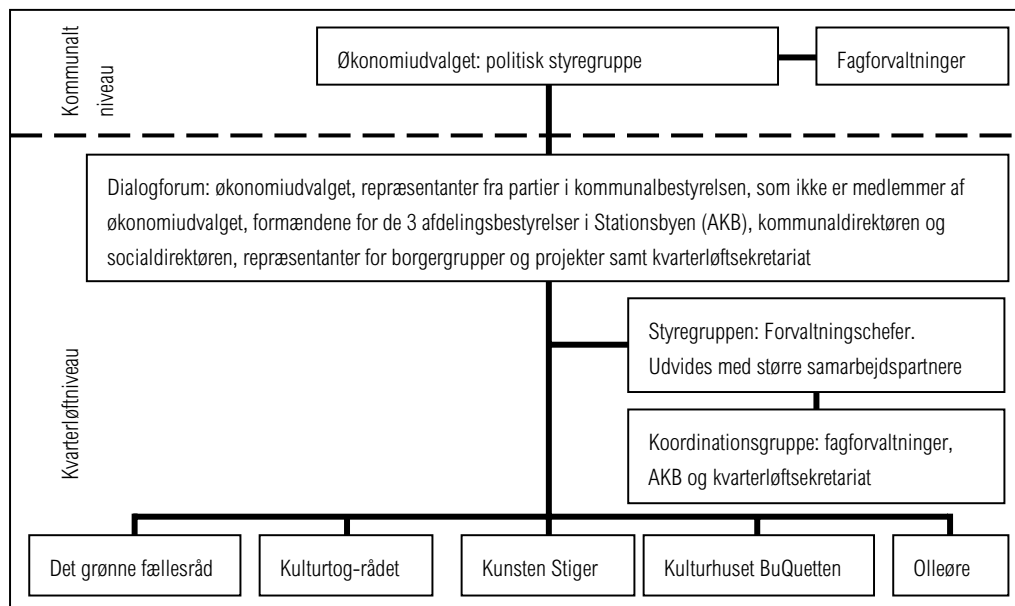 Kommunalt
niveau
Økonomiudvalget: politisk styregruppe
Fagforvaltninger
Dialogforum: økonomiudvalget, repræsentanter fra partier i kommunalbestyrelsen, som ikke er medlemmer af
økonomiudvalget, formændene for de 3 afdelingsbestyrelser i Stationsbyen (AKB), kommunaldirektøren og
socialdirektøren, repræsentanter for borgergrupper og projekter samt kvarterløftsekretariat
Kvarterløftniveau
Styregruppen: Forvaltningschefer.
Udvides med større samarbejdspartnere
Koordinationsgruppe: fagforvaltninger,
AKB og kvarterløftsekretariat
Det grønne fællesråd
Kulturtog-rådet
Kunsten Stiger
Kulturhuset BuQuetten
Olleøre